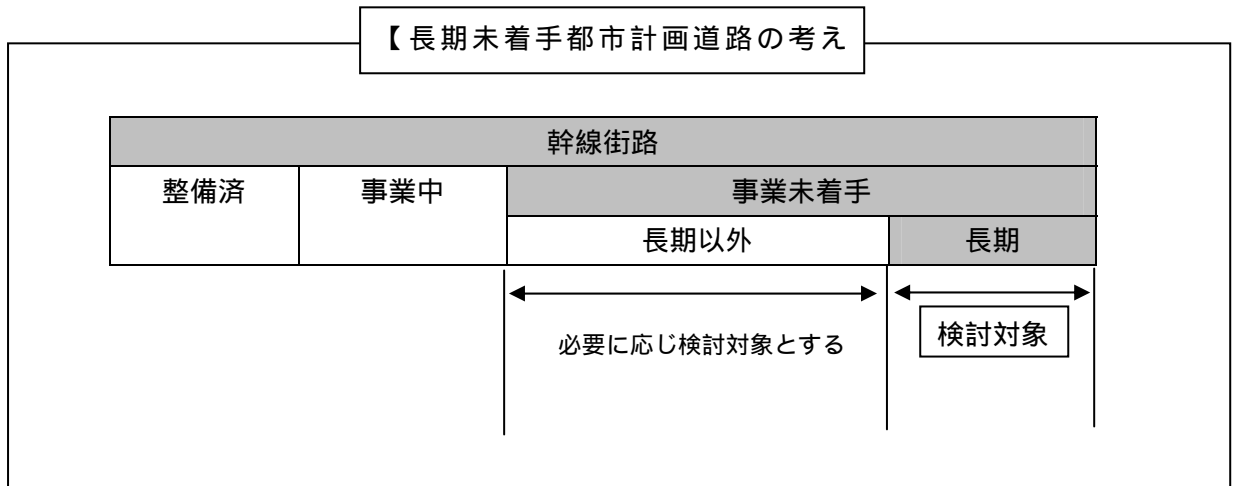 【長期未着手都市計画道路の考え
幹線街路
整備済 事業中 事業未着手
長期以外 長期
必要に応じ検討対象とする 検討対象